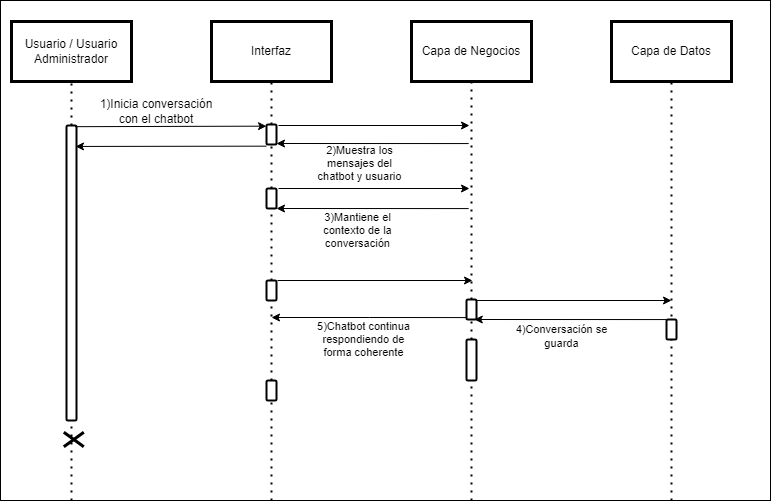 Usuario / Usuario
Administrador
Interfaz
Capa de Negocios
Capa de Datos
1)Inicia conversación
con el chatbot
2)Muestra los
mensajes del
chatbot y usuario
3)Mantiene el
contexto de la
conversación
5)Chatbot continua
respondiendo de
forma coherente
4)Conversación se
guarda